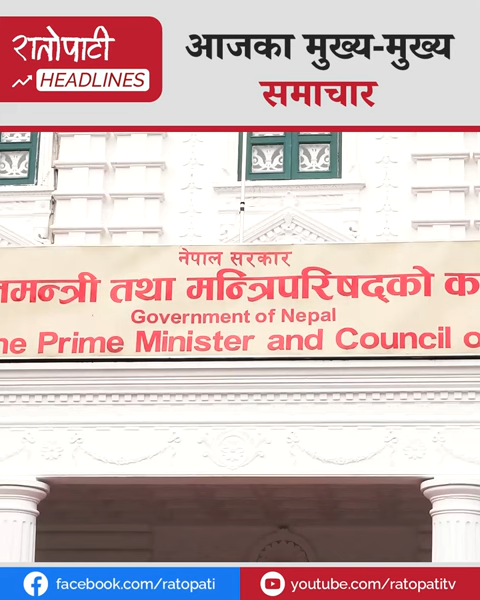 रातोपाटी
HEADLINES
आजका मुख्य-मुख्य
समाचार
नेपाल सरकार
मन्त्री तथा मन्त्रिपरिषद्को
Government of Nepal
Prime Minister and Council
facebook.com/ratopati
youtube.com/ratopatitv